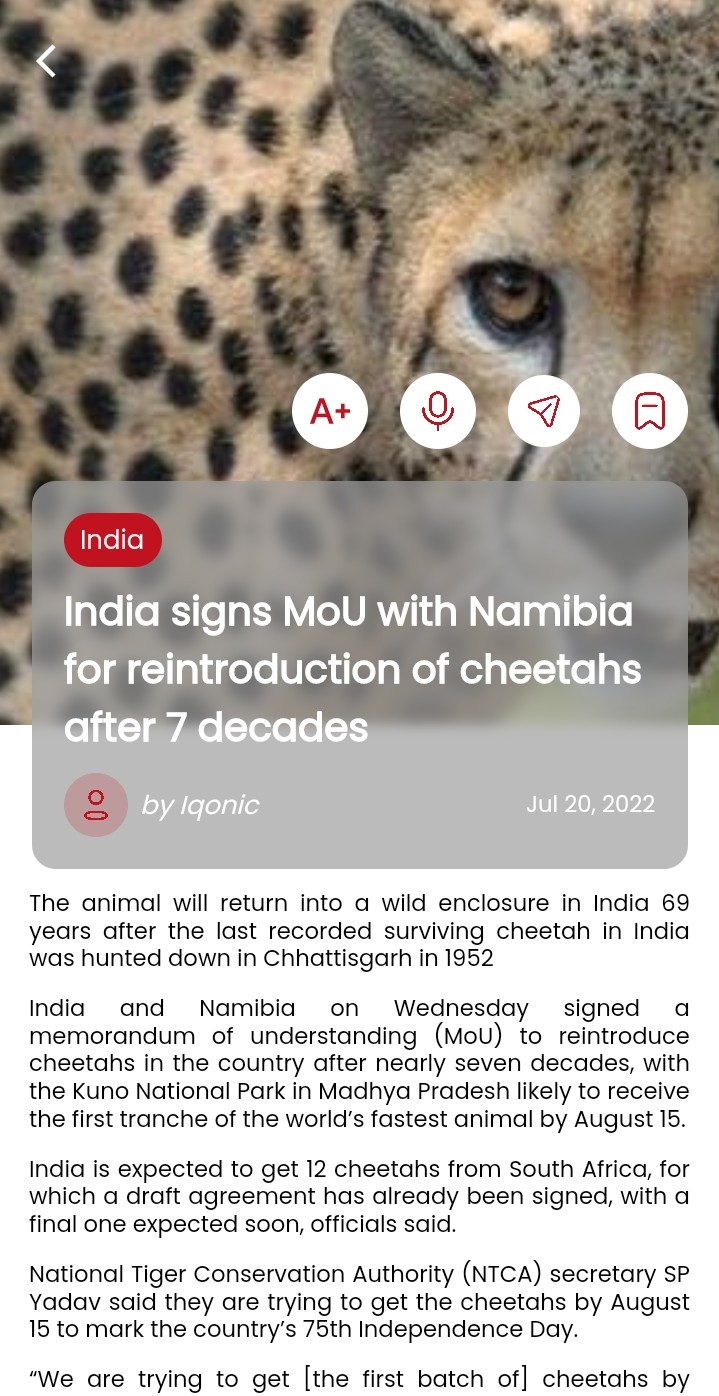 A+
India
India signs MoU with Namibia
for reintroduction of cheetahs
after 7 decades
by Iqonic
Jul 20, 2022
The animal will return into a wild enclosure in India 69
years after the last recorded surviving cheetah in India
was hunted down in Chhattisgarh in 1952
India and Namibia on Wednesday signed a
memorandum of understanding (MoU) to reintroduce
cheetahs in the country after nearly seven decades, with
the Kuno National Park in Madhya Pradesh likely to receive
the first tranche of the world’s fastest animal by August 15.
India is expected to get 12 cheetahs from South Africa, for
which a draft agreement has already been signed, with a
final one expected soon, officials said.
National Tiger Conservation Authority (NTCA) secretary SP
Yadav said they are trying to get the cheetahs by August
15 to mark the country’s 75th Independence Day.
“We are trying to get [the first batch of] cheetahs by